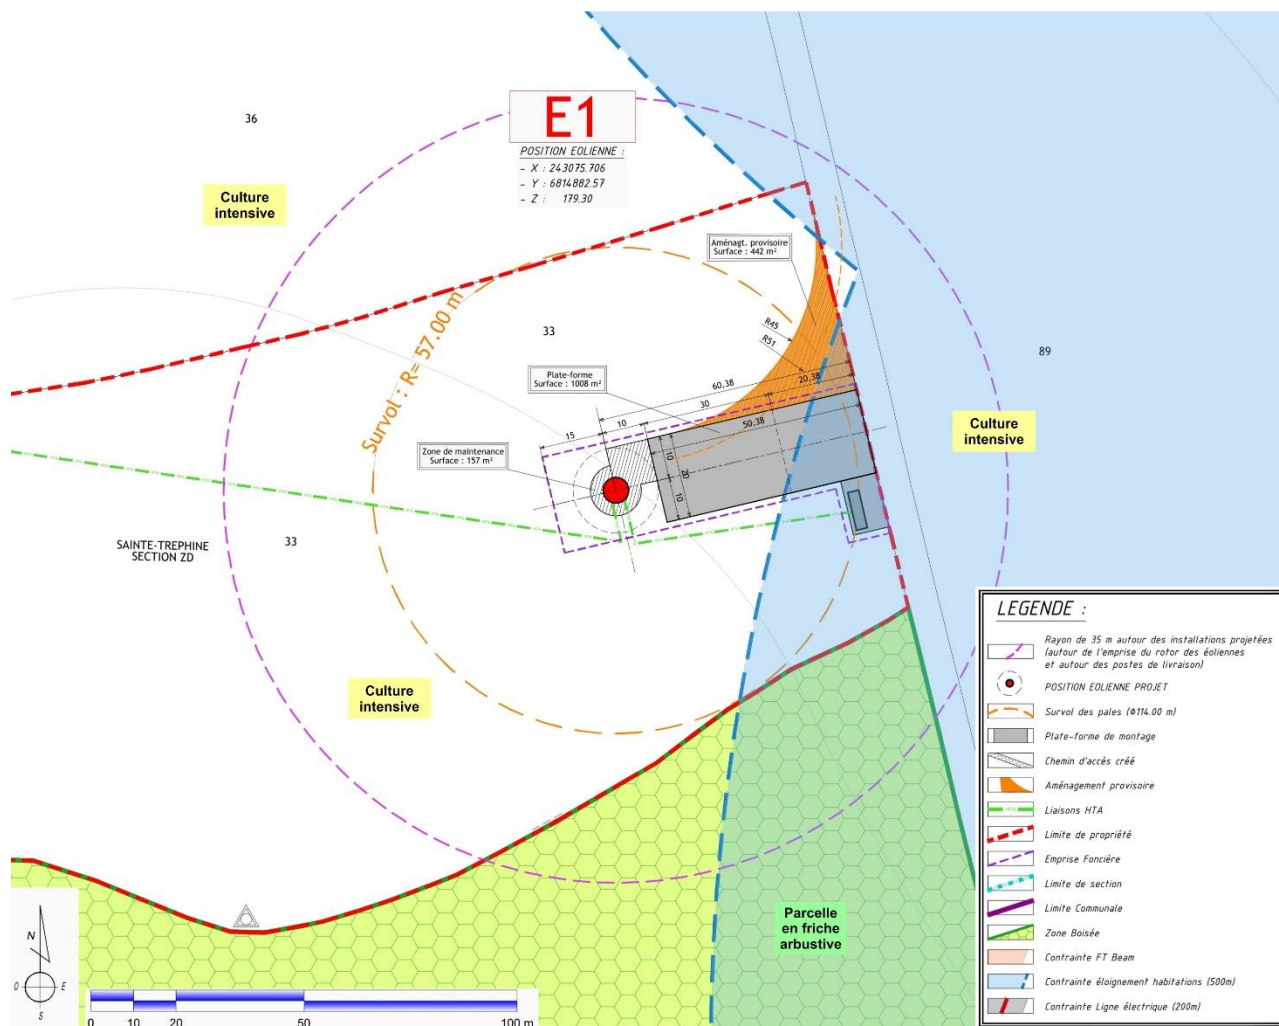 E1
POSITION EOLIENNE :
- X : 243075.706
- Y : 6814882.57
- Z : 179.30
36
Culture
intensive
Aménagt. provisoire
Surface : 442 m²
Survol : R= 57.00 m
33
R45
R51
89
Plate-forme
Surface : 1008 m²
60,38
20,38
30
10
15
50,38
Culture
intensive
Zone de maintenance
Surface : 157 m²
10
20
10
SAINTE-TREPHINE
SECTION ZD
33
Culture
intensive
Parcelle
en friche
arbustive
LEGENDE :
Rayon de 35 m autour des installations projetées
(autour de l'emprise du rotor des éoliennes
et autour des postes de livraison)
POSITION EOLIENNE PROJET
Survol des pales (Φ114.00 m)
Plate-forme de montage
Chemin d'accès créé
Aménagement provisoire
Liaisons HTA
Limite de propriété
Emprise Foncière
Limite de section
Limite Communale
Zone Boisée
Contrainte FT Beam
Contrainte éloignement habitations (500m)
Contrainte Ligne électrique (200m)
N
O
E
S
0 10 20 50 100 m